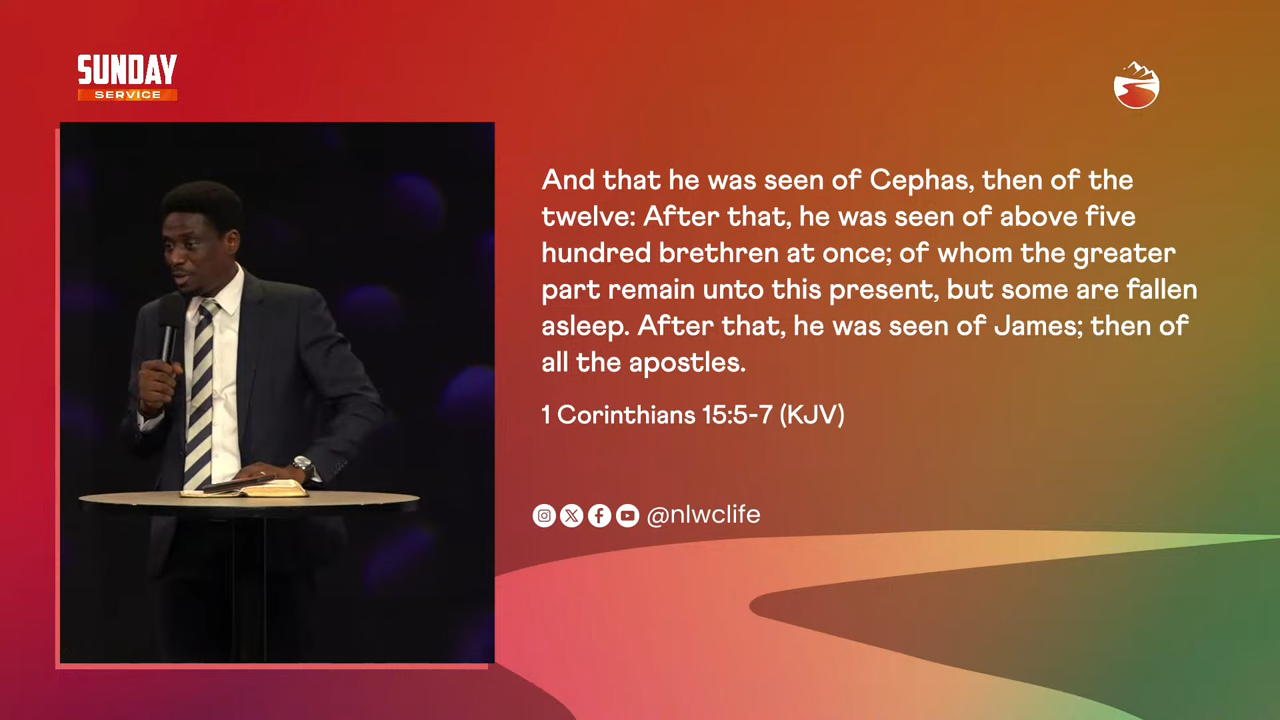 SUNDAY
SERVICE
And that he was seen of Cephas, then of the
twelve: After that, he was seen of above five
hundred brethren at once; of whom the greater
part remain unto this present, but some are fallen
asleep. After that, he was seen of James; then of
all the apostles.
1 Corinthians 15:5-7 (KJV)
@nlwclife